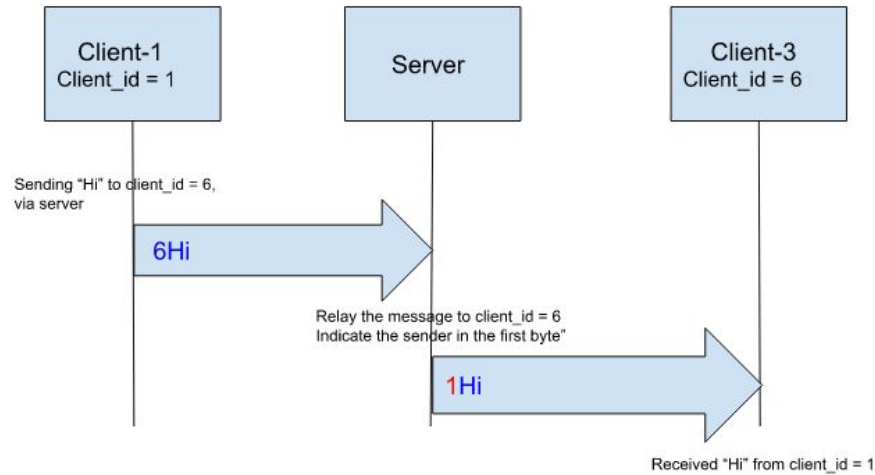 Client-1
Client_id = 1
Server
Client-3
Client_id = 6
Sending “Hi” to client_id = 6,
via server
6Hi
Relay the message to client_id = 6
Indicate the sender in the first byte”
1Hi
Received “Hi” from client_id = 1